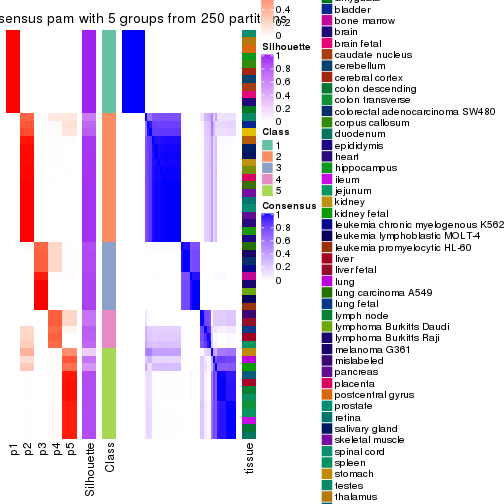 sensus pam with 5 groups from 250 partit
0.4
0.2
0
Silhouette
1
0.8
0.6
0.4
0.2
0
Class
1
2
3
4
5
Consensus
1
0.8
0.6
0.4
0.2
0
p1
p2
p3
p4
p5
Silhouette
Class
tissue
bladder
bone marrow
brain
brain fetal
caudate nucleus
cerebellum
cerebral cortex
colon descending
colon transverse
colorectal adenocarcinoma SW480
corpus callosum
duodenum
epididymis
heart
hippocampus
ileum
jejunum
kidney
kidney fetal
leukemia chronic myelogenous K562
leukemia lymphoblastic MOLT-4
leukemia promyelocytic HL-60
liver
liver fetal
lung
lung carcinoma A549
lung fetal
lymph node
lymphoma Burkitts Daudi
lymphoma Burkitts Raji
melanoma G361
mislabeled
pancreas
placenta
postcentral gyrus
prostate
retina
salivary gland
skeletal muscle
spinal cord
spleen
stomach
testes
thalamus